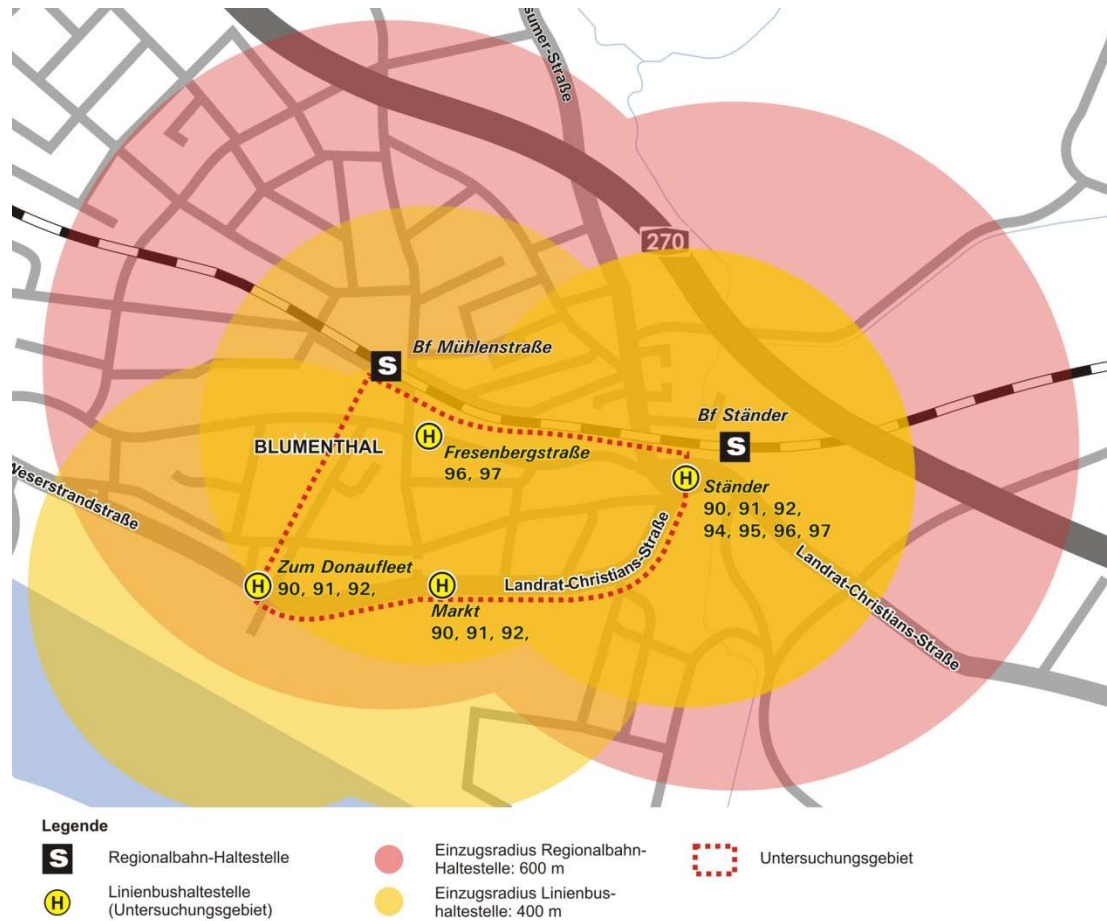 sumer-Straße
270
S
Bf Mühlenstraße
Bf Ständer
S
BLUMENTHAL
H
Fresenbergstraße
96, 97
H
Ständer
90, 91, 92,
94, 95, 96, 97
Weserstrandstraße
H
Zum Donaufleet
90, 91, 92,
H
Markt
90, 91, 92,
Landrat-Christians-Straße
Landrat-Christians-Straße
Legende
S
Regionalbahn-Haltestelle
H
Linienbushaltestelle
(Untersuchungsgebiet)
Einzugsradius Regionalbahn-
Haltestelle: 600 m
Einzugsradius Linienbus-
haltestelle: 400 m
Untersuchungsgebiet